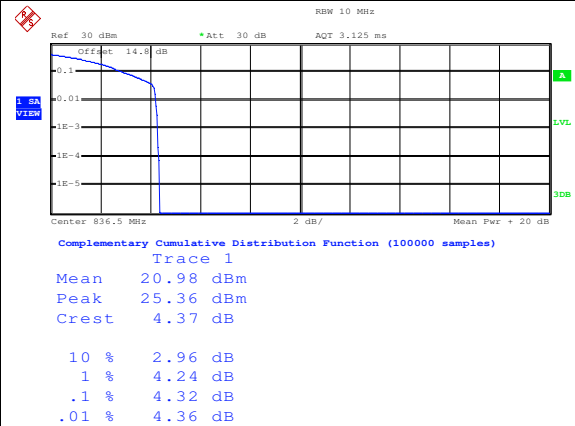 RBW 10 MHz
Ref 30 dBm *Att 30 dB AQT 3.125 ms
Offset 14.8 dB
0.1
A
0.01
1 SA
VIEW
LVL
1E-3
1E-4
1E-5
3DB
Center 836.5 MHz 2 dB/ Mean Pwr + 20 dB
Complementary Cumulative Distribution Function (100000 samples)
Trace 1
Mean 20.98 dBm
Peak 25.36 dBm
Crest 4.37 dB
10 % 2.96 dB
1 % 4.24 dB
.1 % 4.32 dB
.01 % 4.36 dB